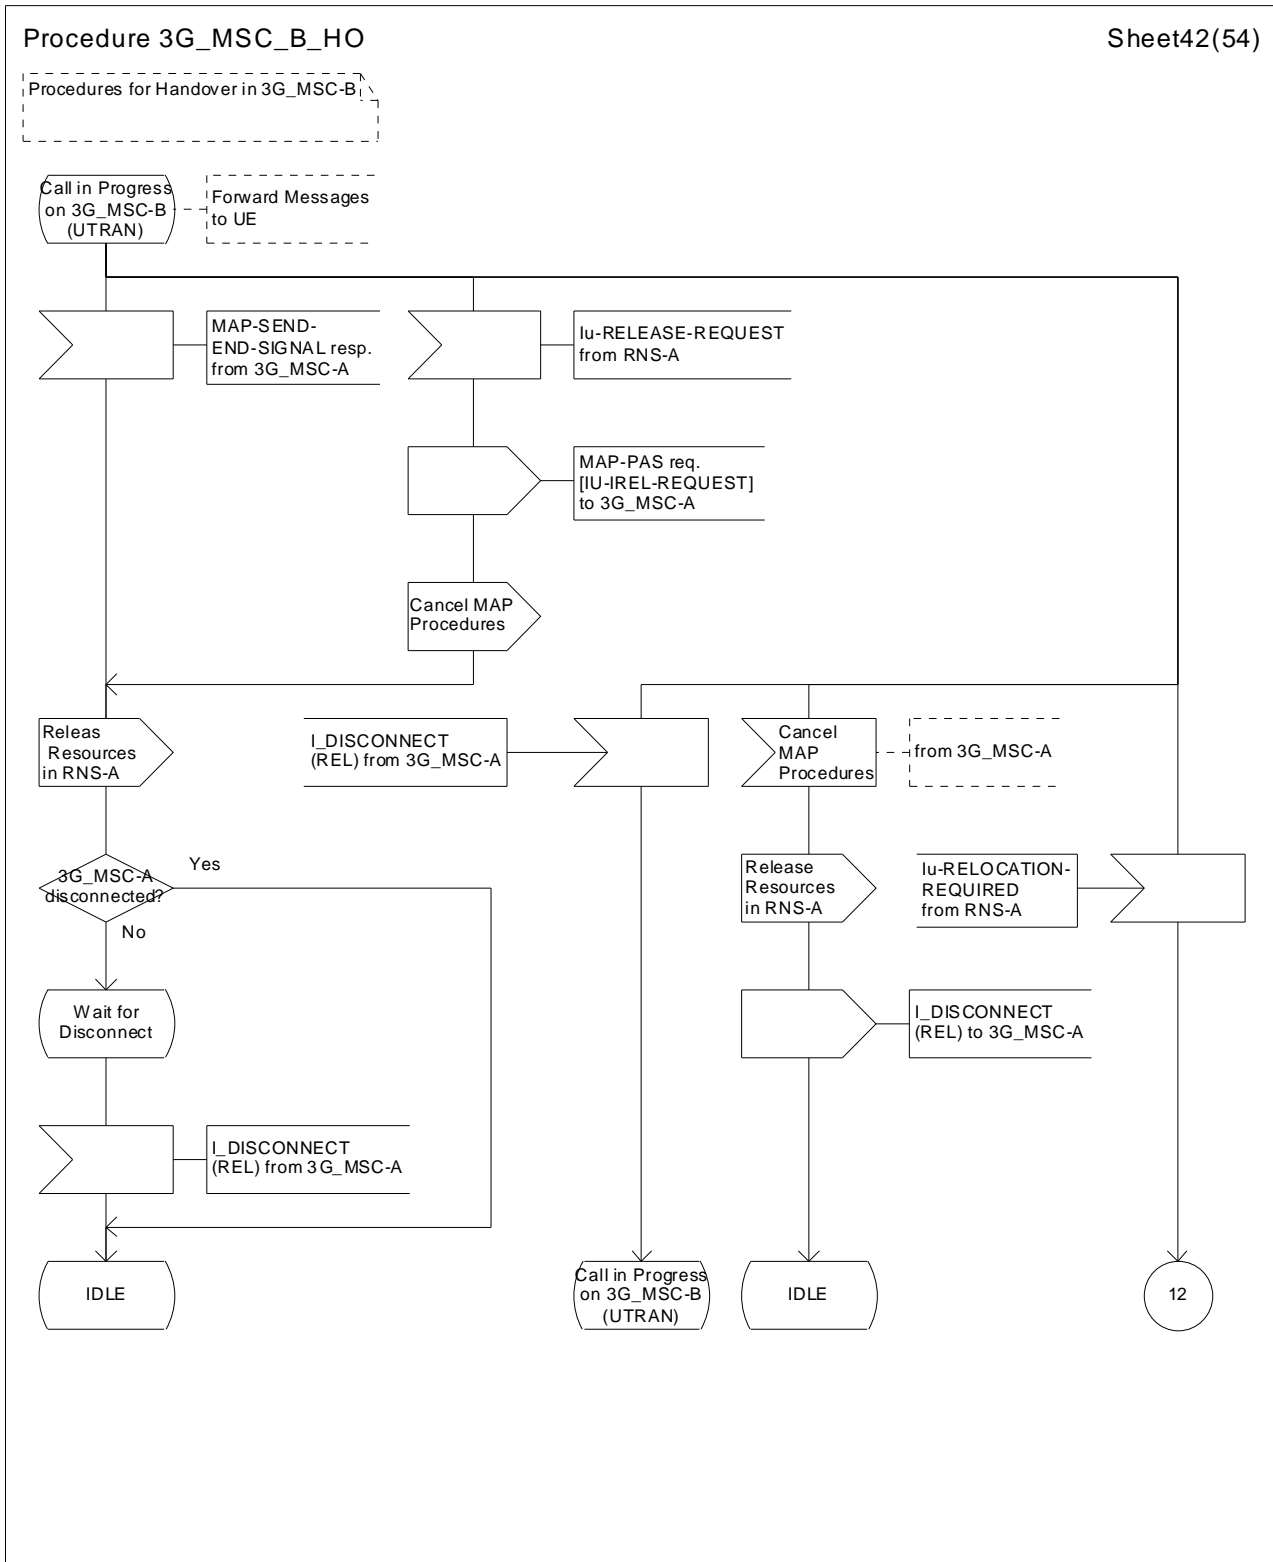 Procedure 3G_MSC_B_HO
Sheet42(54)
Procedures for Handover in 3G_MSC-B
Call in Progress
on 3G_MSC-B
(UTRAN)
Forward Messages
to UE
MAP-SEND-
END-SIGNAL resp.
from 3G_MSC-A
Iu-RELEASE-REQUEST
from RNS-A
MAP-PAS req.
[IU-IREL-REQUEST]
to 3G_MSC-A
Cancel MAP
Procedures
Releas
Resources
in RNS-A
I_DISCONNECT
(REL) from 3G_MSC-A
Cancel
MAP
Procedures
from 3G_MSC-A
3G_MSC-A
disconnected?
Yes
No
Release
Resources
in RNS-A
Iu-RELOCATION-
REQUIRED
from RNS-A
Wait for
Disconnect
I_DISCONNECT
(REL) to 3G_MSC-A
I_DISCONNECT
(REL) from 3G_MSC-A
IDLE
Call in Progress
on 3G_MSC-B
(UTRAN)
IDLE
12